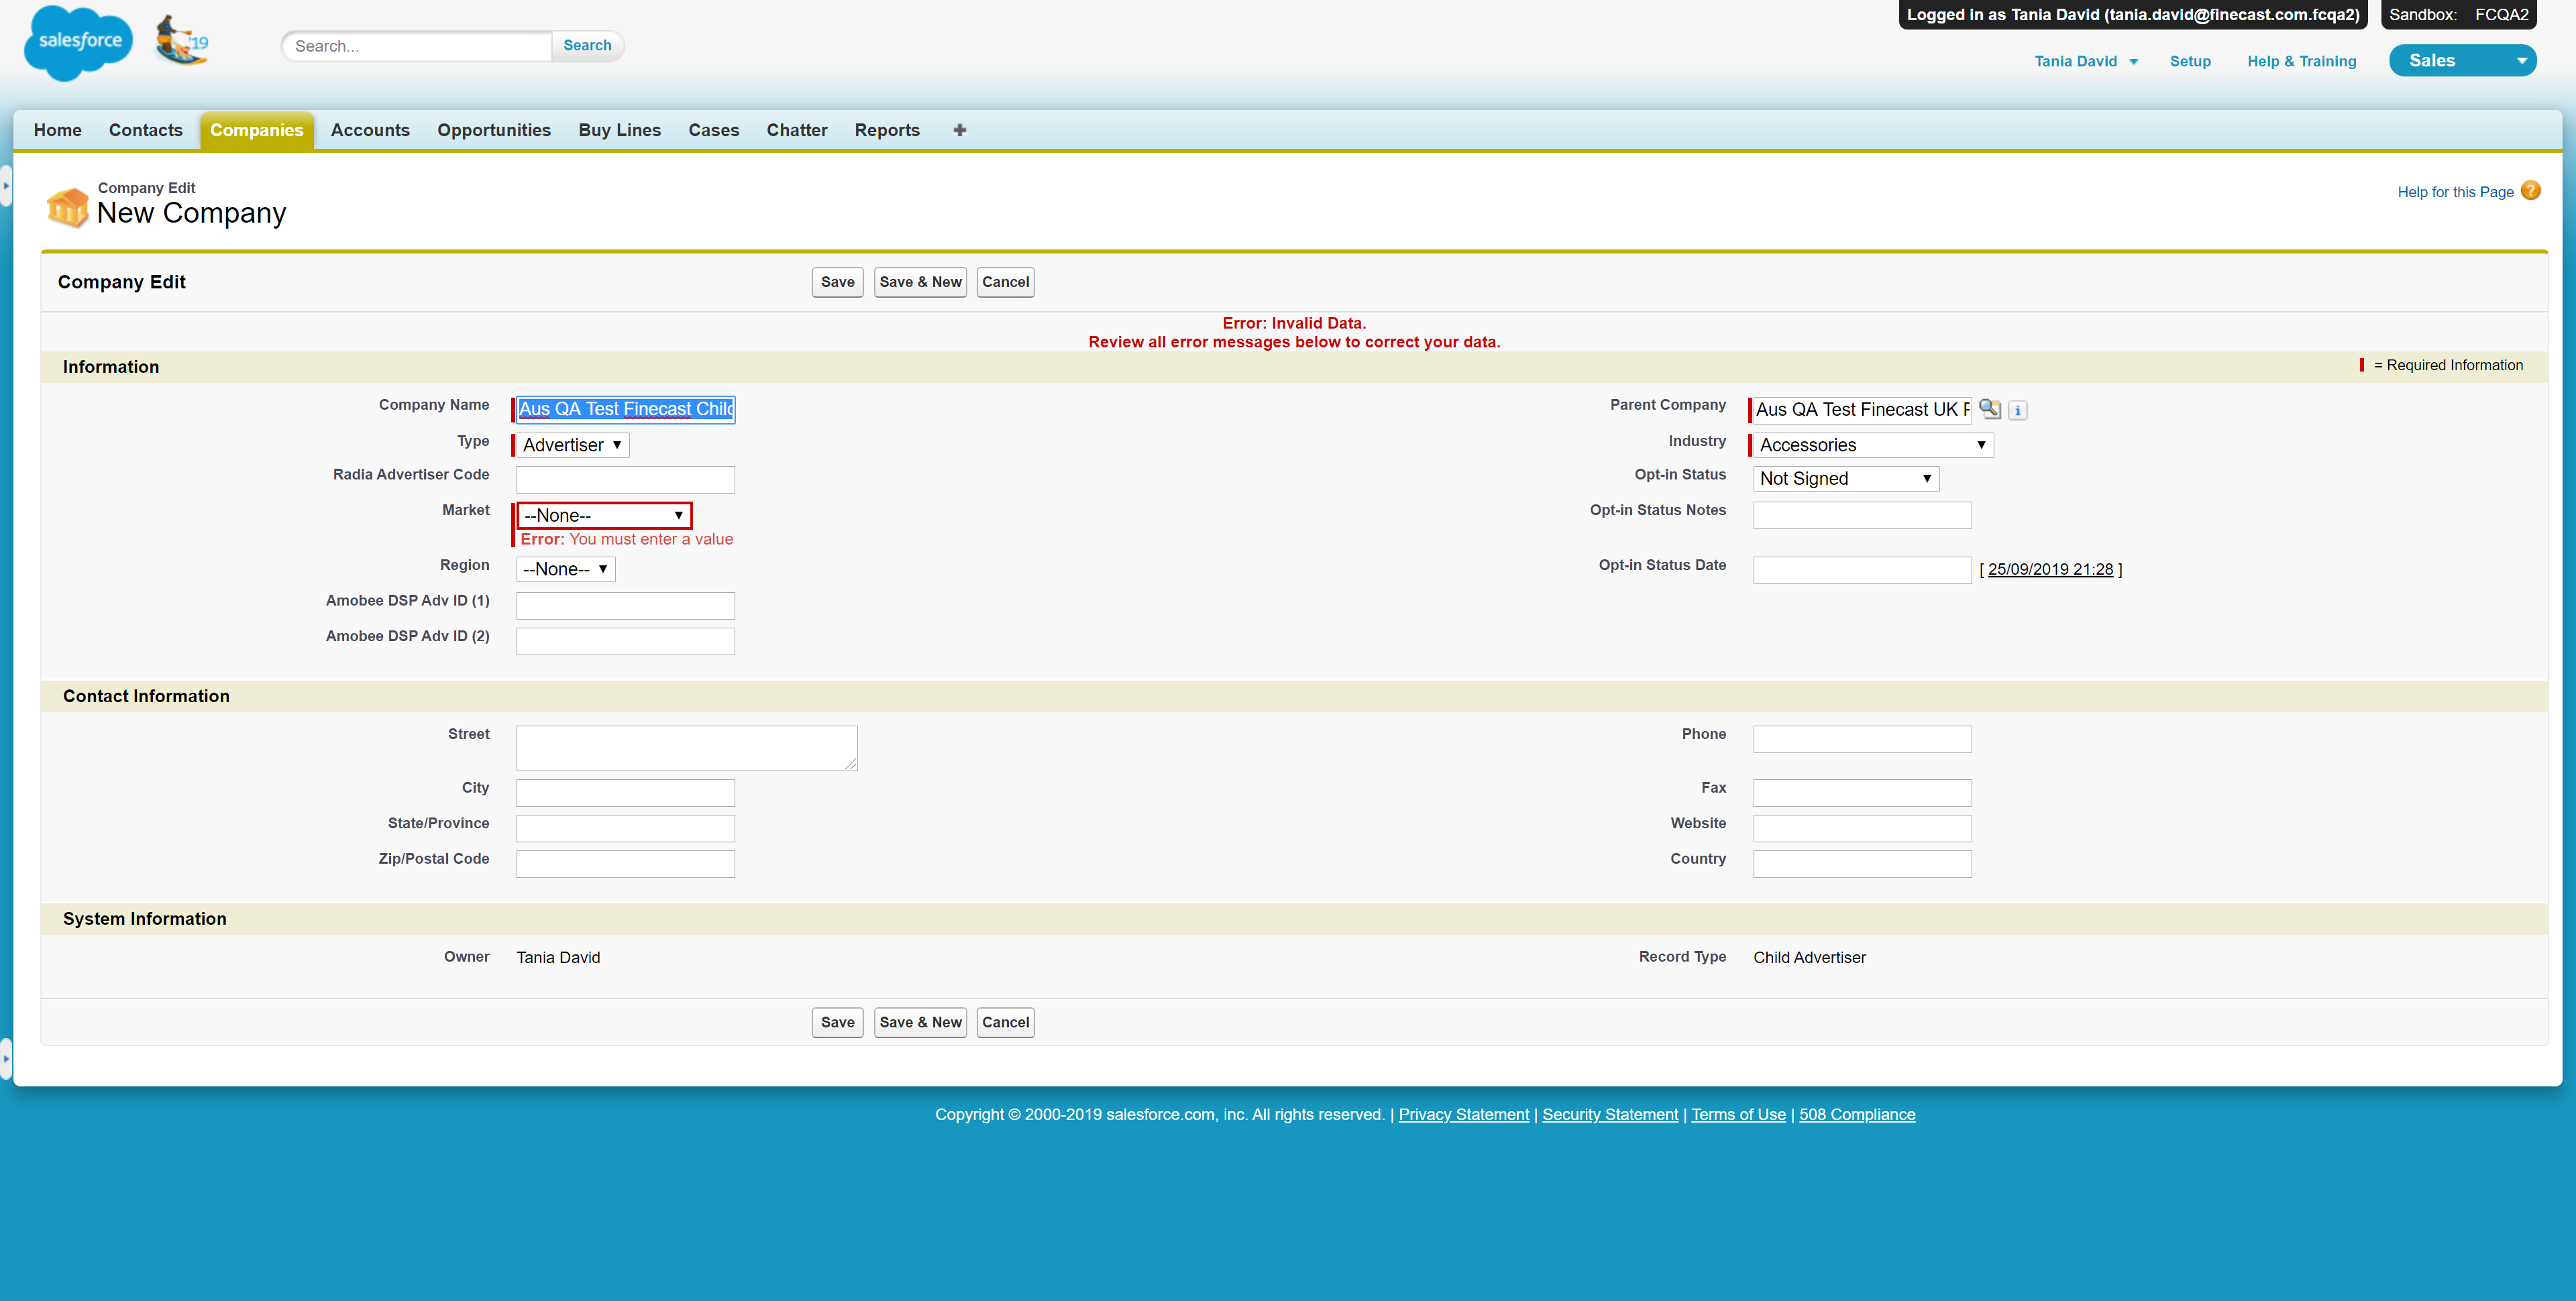 Logged in as Tania David (tania.david@finecast.com.fcqa2) Sandbox: FCQA2
salesforce '19 Search... Search
Tania David Setup Help & Training Sales
Home Contacts Companies Accounts Opportunities Buy Lines Cases Chatter Reports
Company Edit
New Company
Help for this Page
Company Edit Save Save & New Cancel
Error: Invalid Data.
Review all error messages below to correct your data.
Information = Required Information
Company Name Aus QA Test Finecast Child Parent Company Aus QA Test Finecast UK
Type Advertiser Industry Accessories
Radia Advertiser Code Opt-in Status Not Signed
Market --None-- Opt-in Status Notes
Error: You must enter a value
Region --None-- Opt-in Status Date [ 25/09/2019 21:28 ]
Amobee DSP Adv ID (1)
Amobee DSP Adv ID (2)
Contact Information
Street Phone
City Fax
State/Province Website
Zip/Postal Code Country
System Information
Owner Tania David Record Type Child Advertiser
Save Save & New Cancel
Copyright © 2000-2019 salesforce.com, inc. All rights reserved. | Privacy Statement | Security Statement | Terms of Use | 508 Compliance